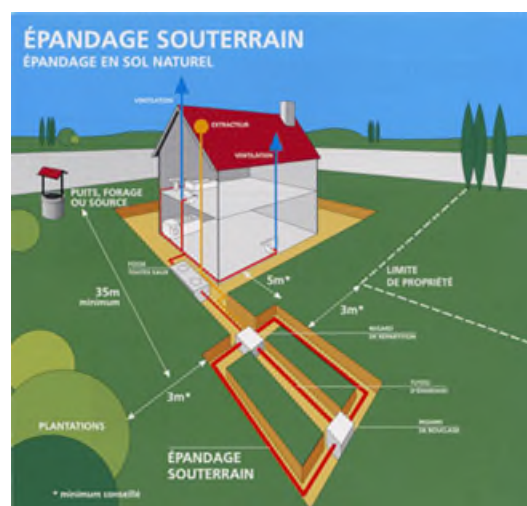 ÉPANDAGE SOUTERRAIN
ÉPANDAGE EN SOL NATUREL
VENTILATION
EXTRACTEUR
VENTILATION
PUITS, FORAGE
OU SOURCE
FOSSE
TOUTES EAUX
5m*
35m
minimum
LIMITE
DE PROPRIÉTÉ
3m*
REGARD
DE RÉPARTITION
3m*
TUYAU
D'ÉPANDAGE
PLANTATIONS
REGARD
DE BOUCLAGE
ÉPANDAGE
SOUTERRAIN
* minimum conseillé